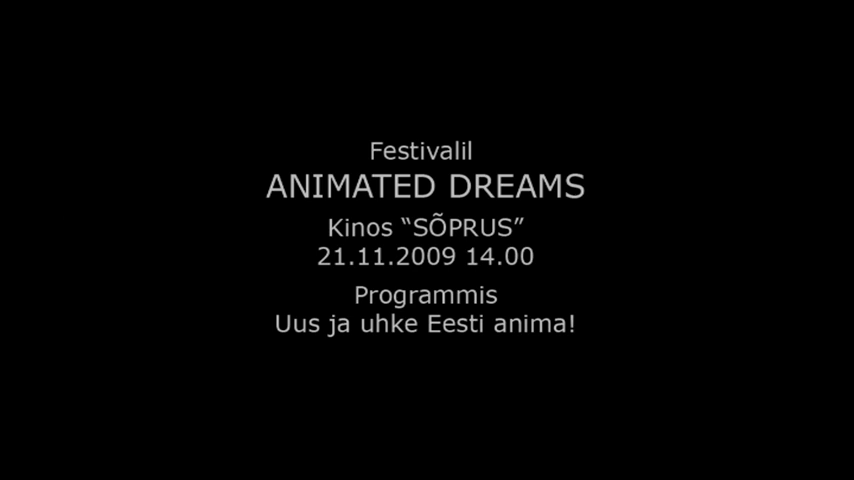 Festivalil
ANIMATED DREAMS
Kinos “SÕPRUS”
21.11.2009 14.00
Programmis
Uus ja uhke Eesti anima!